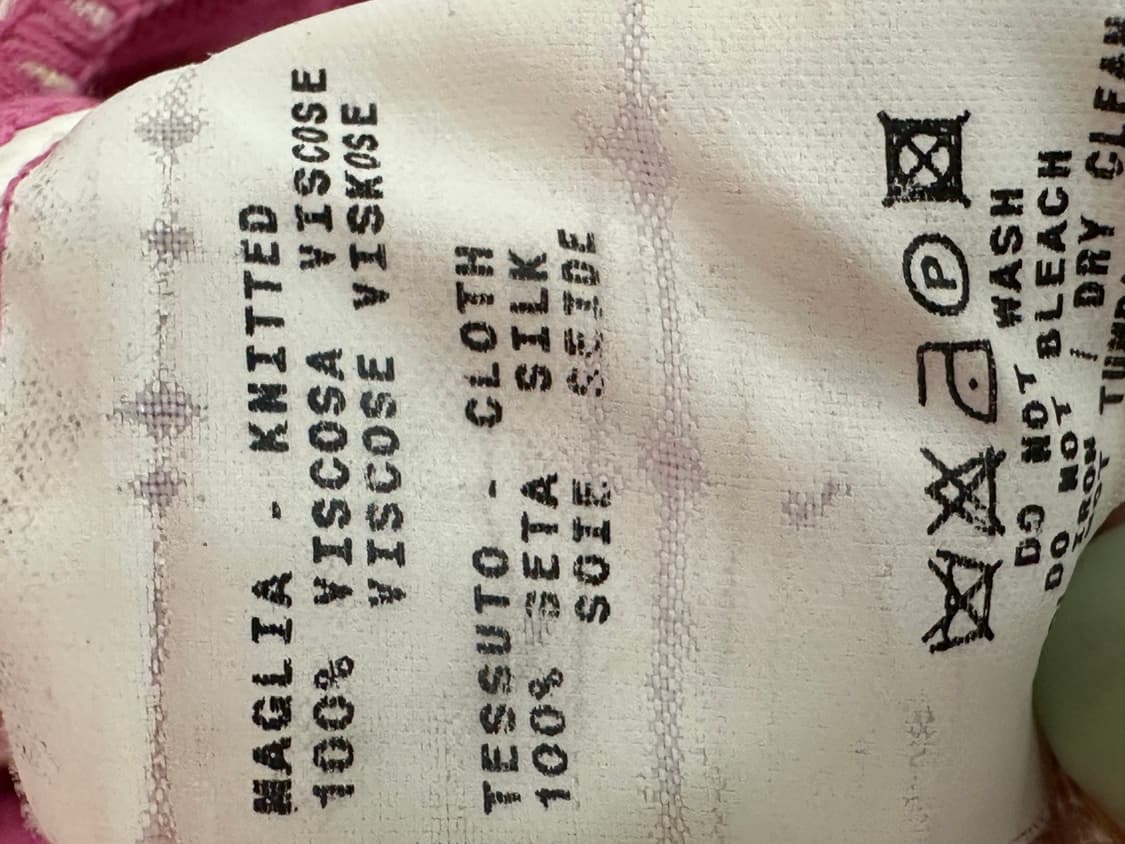 MAGLIA - KNITTED
100% VISCOSA VISCOSE
VISCOSE VISKOSE
TESSUTO - CLOTH
100% SETA SILK
SOIE SEIDE
P
DO NOT WASH
DO NOT BLEACH
IRON
DRY CLEAN